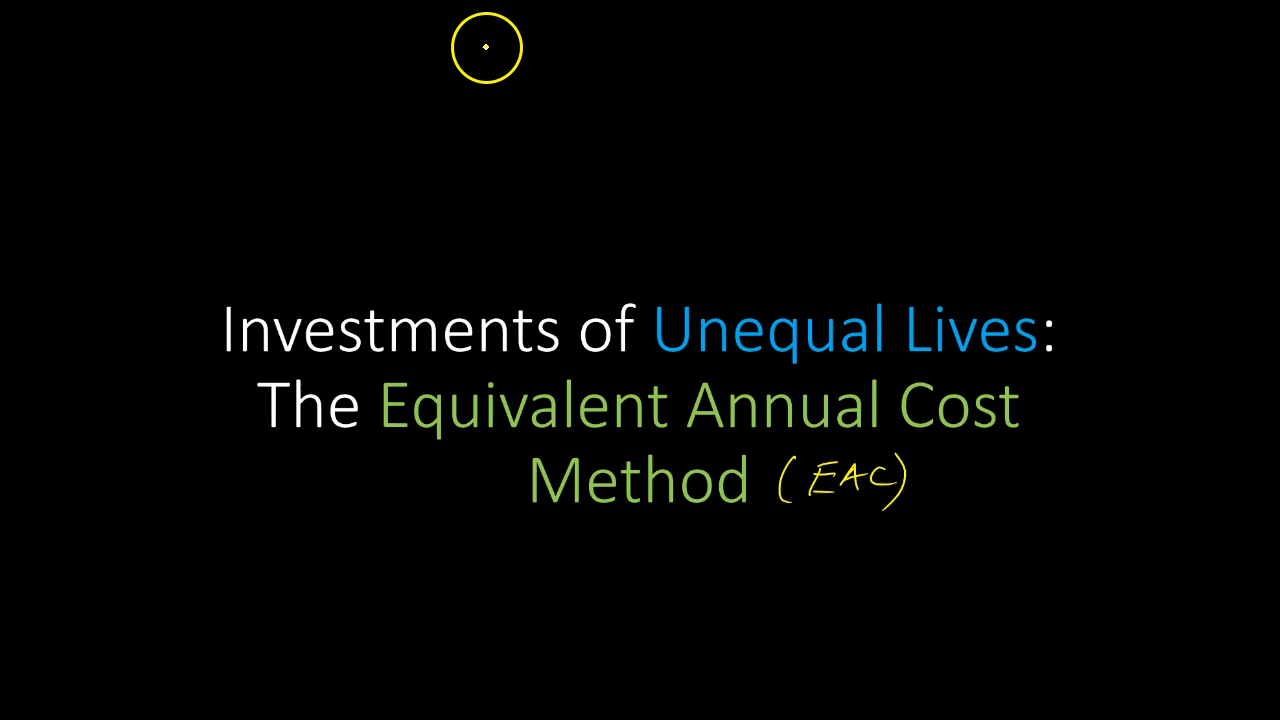 Investments of Unequal Lives:
The Equivalent Annual Cost
Method (EAC)